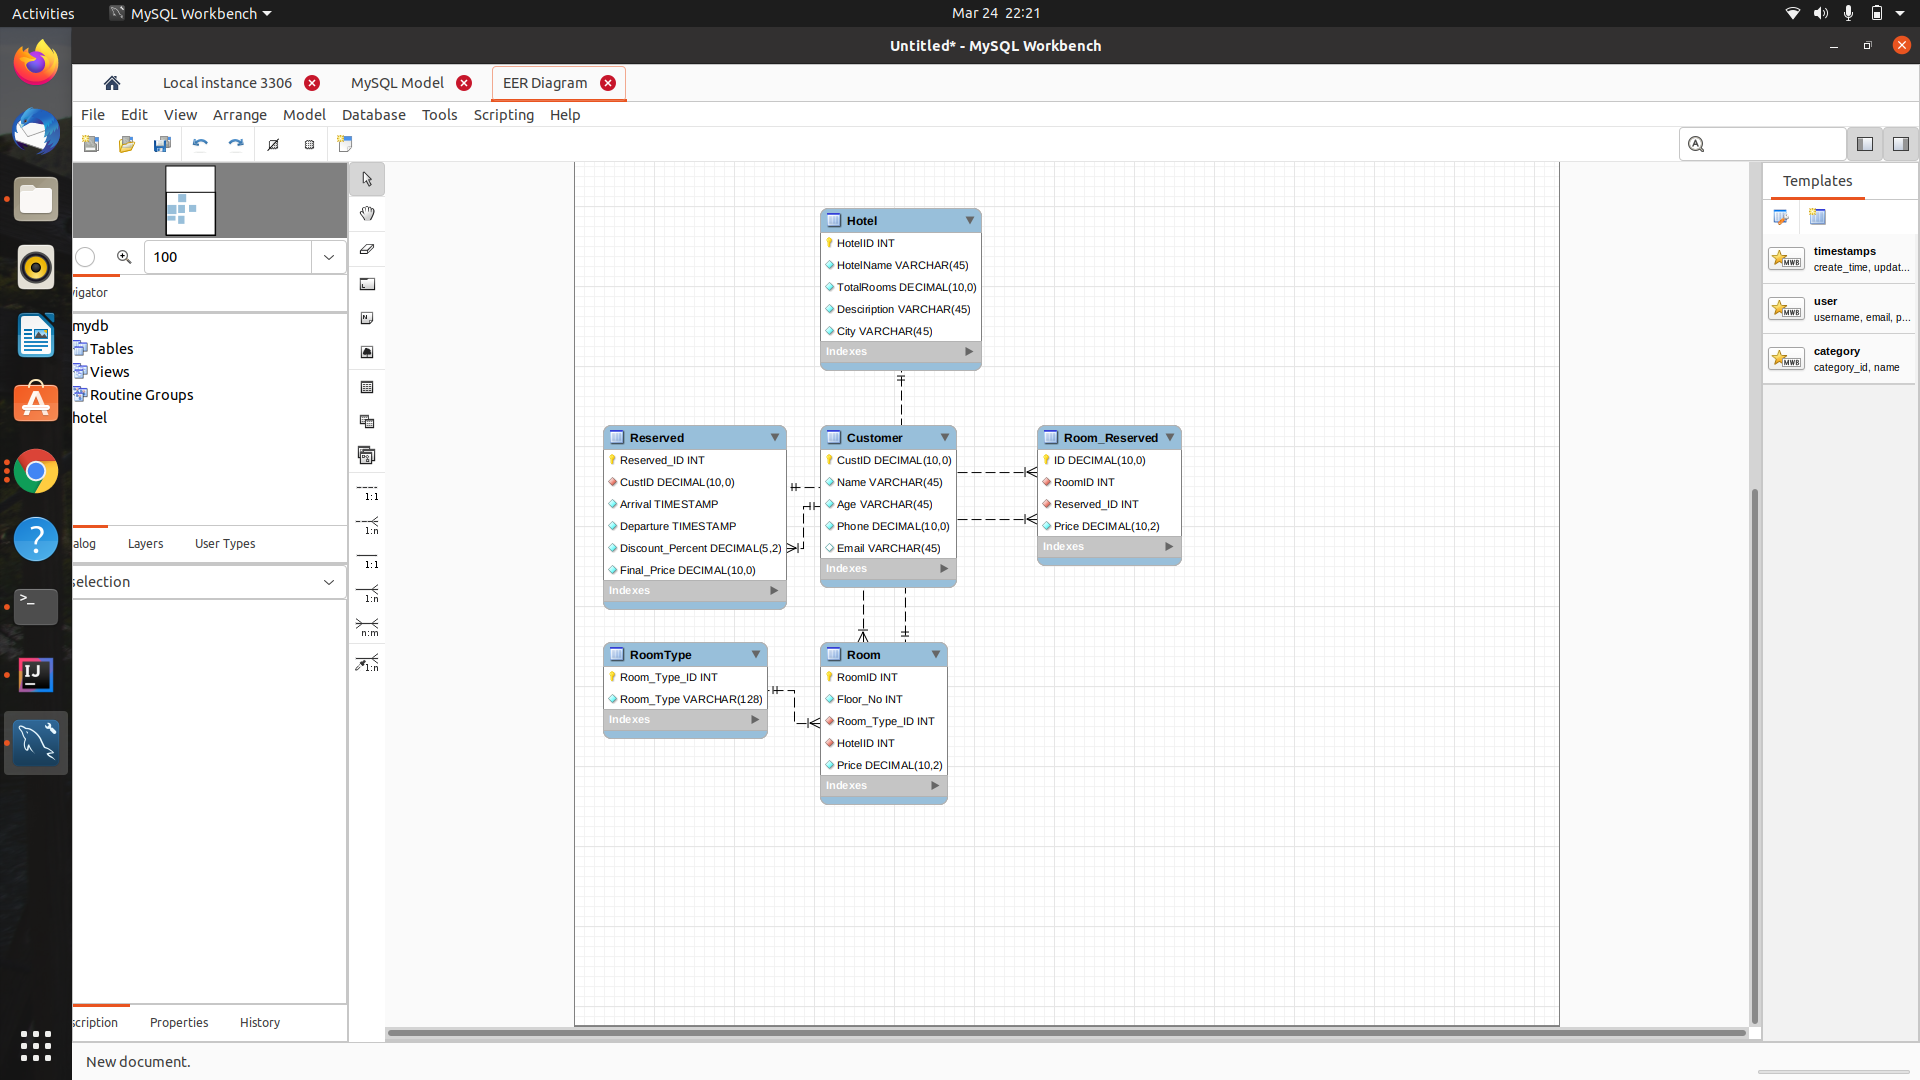 Activities
MySQL Workbench
Mar 24 22:21
Untitled* - MySQL Workbench
Local instance 3306
MySQL Model
EER Diagram
File Edit View Arrange Model Database Tools Scripting Help
100
vigator
mydb
Tables
Views
Routine Groups
hotel
alog
Layers
User Types
selection
scription
Properties
History
New document.
1:1
1:n
1:1
1:n
n:m
1:n
Hotel
HotelID INT
HotelName VARCHAR(45)
TotalRooms DECIMAL(10,0)
Desciription VARCHAR(45)
City VARCHAR(45)
Indexes
Reserved
Reserved_ID INT
CustID DECIMAL(10,0)
Arrival TIMESTAMP
Departure TIMESTAMP
Discount_Percent DECIMAL(5,2)
Final_Price DECIMAL(10,0)
Indexes
Customer
CustID DECIMAL(10,0)
Name VARCHAR(45)
Age VARCHAR(45)
Phone DECIMAL(10,0)
Email VARCHAR(45)
Indexes
Room_Reserved
ID DECIMAL(10,0)
RoomID INT
Reserved_ID INT
Price DECIMAL(10,2)
Indexes
RoomType
Room_Type_ID INT
Room_Type VARCHAR(128)
Indexes
Room
RoomID INT
Floor_No INT
Room_Type_ID INT
HotelID INT
Price DECIMAL(10,2)
Indexes
Templates
MWB
timestamps
create_time, updat...
MWB
user
username, email, p...
MWB
category
category_id, name